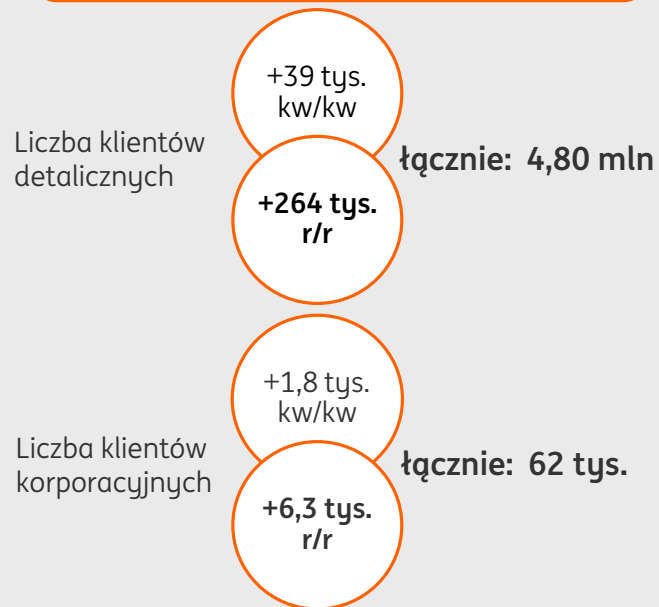 +39 tys.
kw/kw
Liczba klientów
detalicznych
łącznie: 4,80 mln
+264 tys.
r/r
+1,8 tys.
kw/kw
Liczba klientów
korporacyjnych
łącznie: 62 tys.
+6,3 tys.
r/r